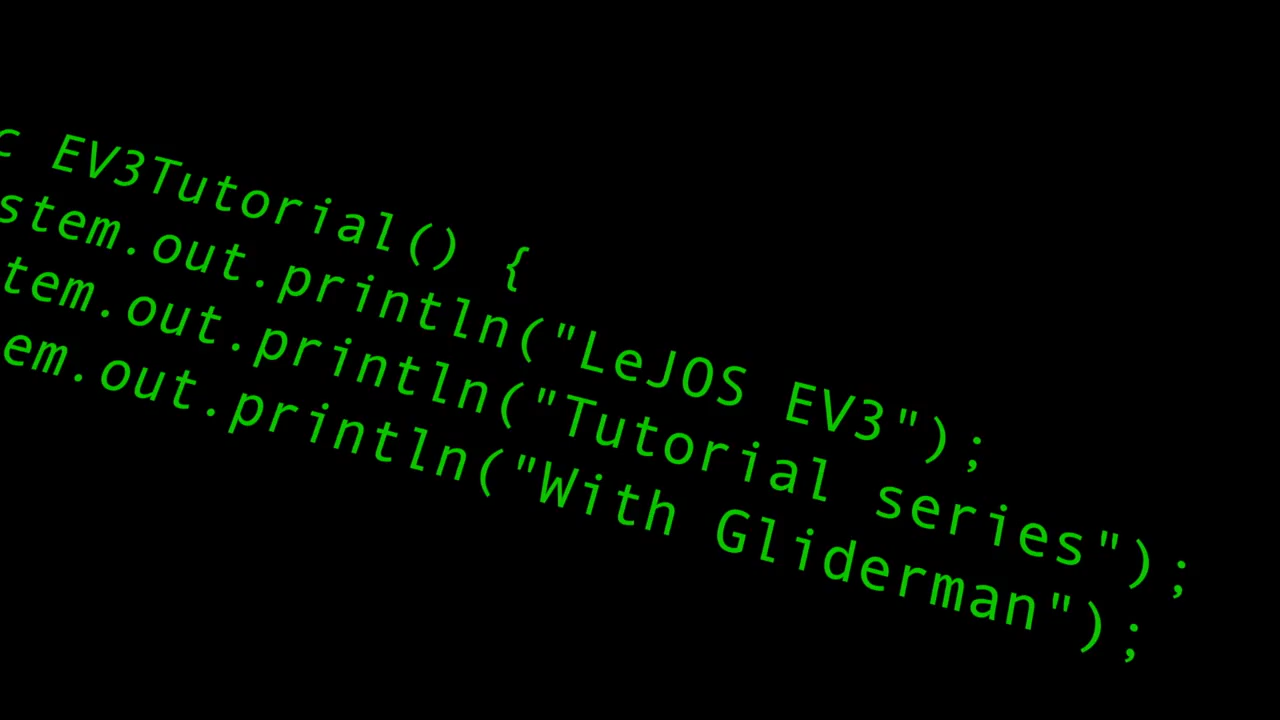 c EV3Tutorial() {
stem.out.println("LeJOS EV3");
tem.out.println("Tutorial series");
em.out.println("With Gliderman");